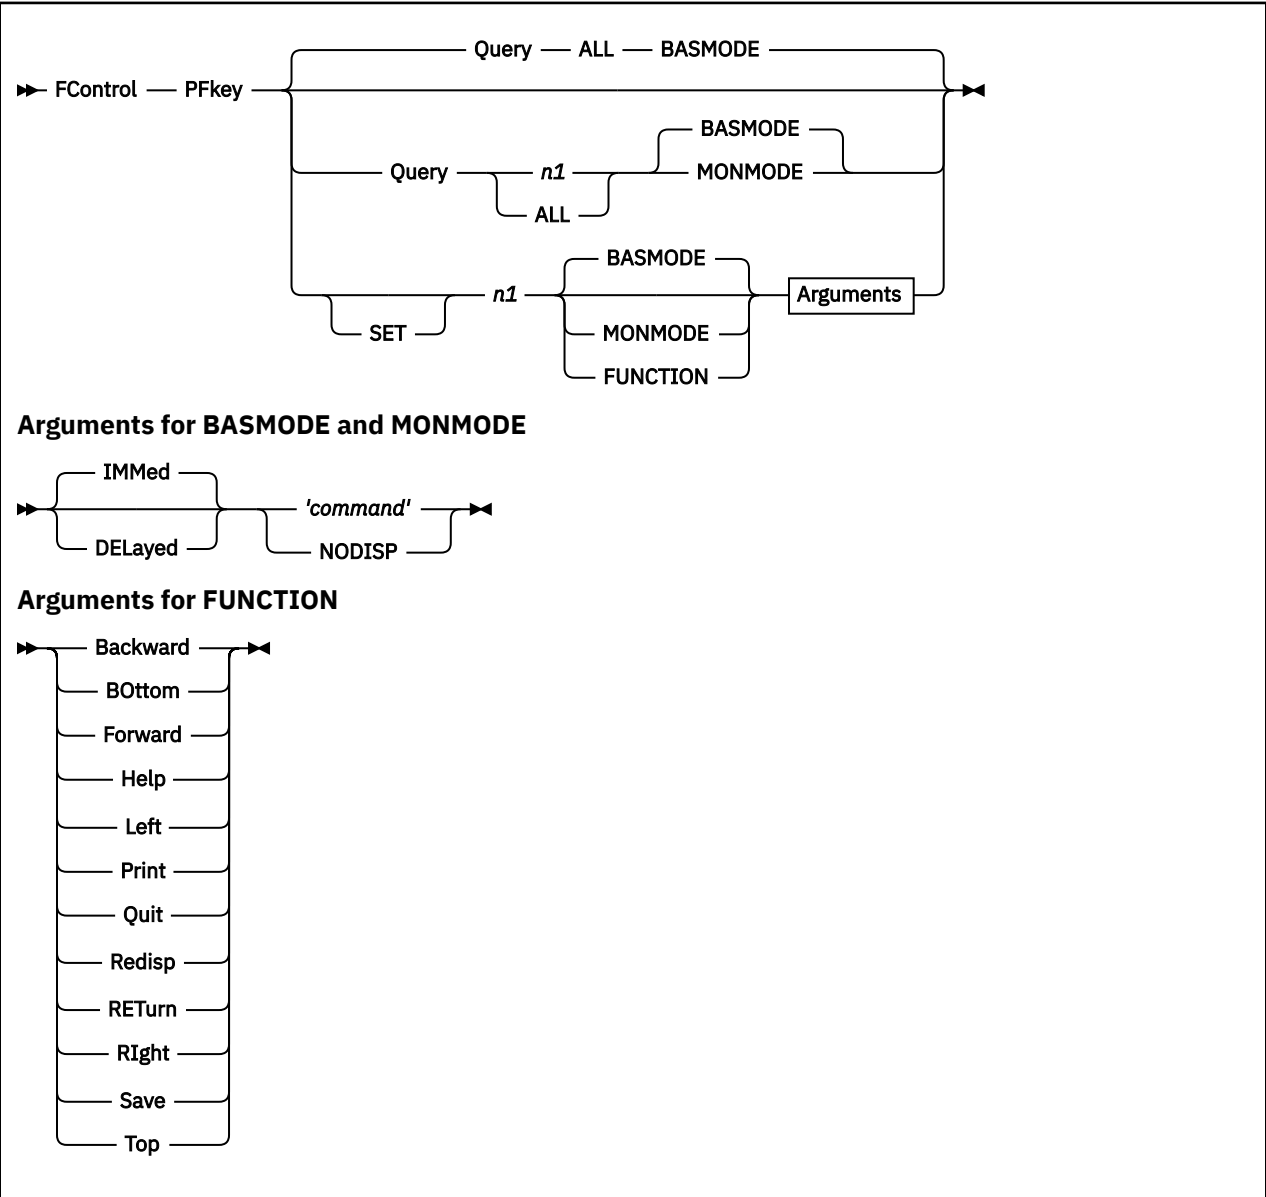 Query ALL BASMODE
FControl PFkey
BASMODE
Query n1 MONMODE
ALL
BASMODE
n1 Arguments
SET MONMODE
FUNCTION
Arguments for BASMODE and MONMODE
IMMed
'command'
DELayed NODISP
Arguments for FUNCTION
Backward
BOttom
Forward
Help
Left
Print
Quit
Redisp
RETurn
RIght
Save
Top